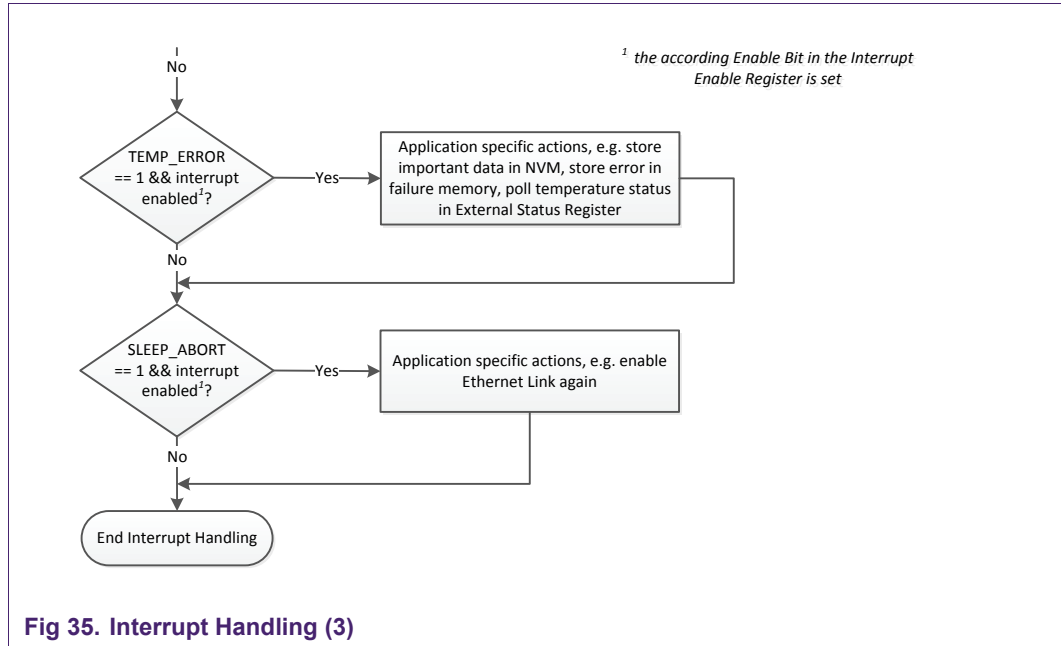 No
¹ the according Enable Bit in the Interrupt
Enable Register is set
TEMP_ERROR
== 1 && interrupt
enabled¹?
Yes
Application specific actions, e.g. store
important data in NVM, store error in
failure memory, poll temperature status
in External Status Register
No
SLEEP_ABORT
== 1 && interrupt
enabled¹?
Yes
Application specific actions, e.g. enable
Ethernet Link again
No
End Interrupt Handling
Fig 35. Interrupt Handling (3)